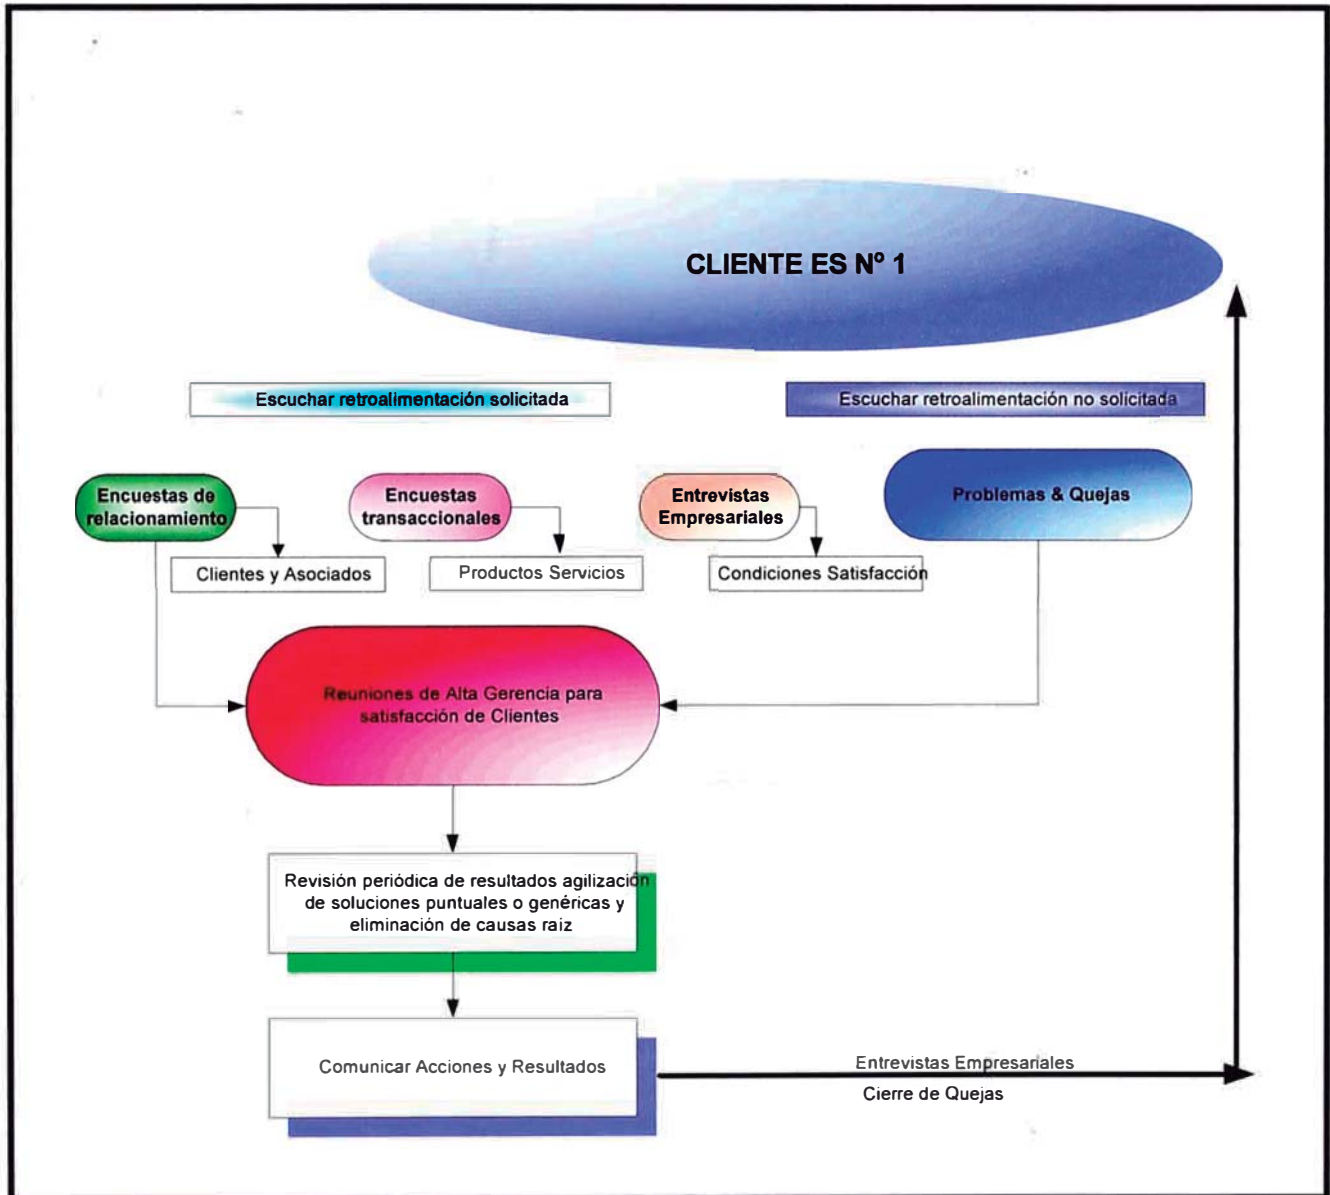 CLIENTE ES Nº 1
Escuchar retroalimentación solicitada
Escuchar retroalimentación no solicitada
Encuestas de
relacionamiento
Encuestas
transaccionales
Entrevistas
Empresariales
Problemas & Quejas
Clientes y Asociados
Productos Servicios
Condiciones Satisfacción
Reuniones de Alta Gerencia para
satisfacción de Clientes
Revisión periódica de resultados agilización
de soluciones puntuales o genéricas y
eliminación de causas raíz
Comunicar Acciones y Resultados
Entrevistas Empresariales
Cierre de Quejas